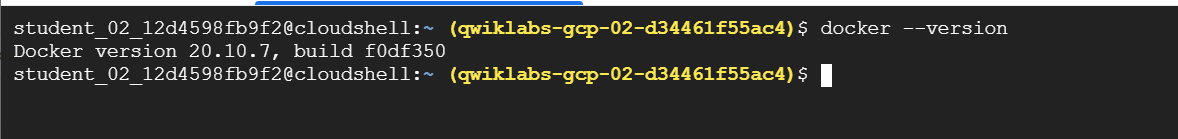 student_02_12d4598fb9f2@cloudshell:~ (qwiklabs-gcp-02-d34461f55ac4)$ docker --version
Docker version 20.10.7, build f0df350
student_02_12d4598fb9f2@cloudshell:~ (qwiklabs-gcp-02-d34461f55ac4)$